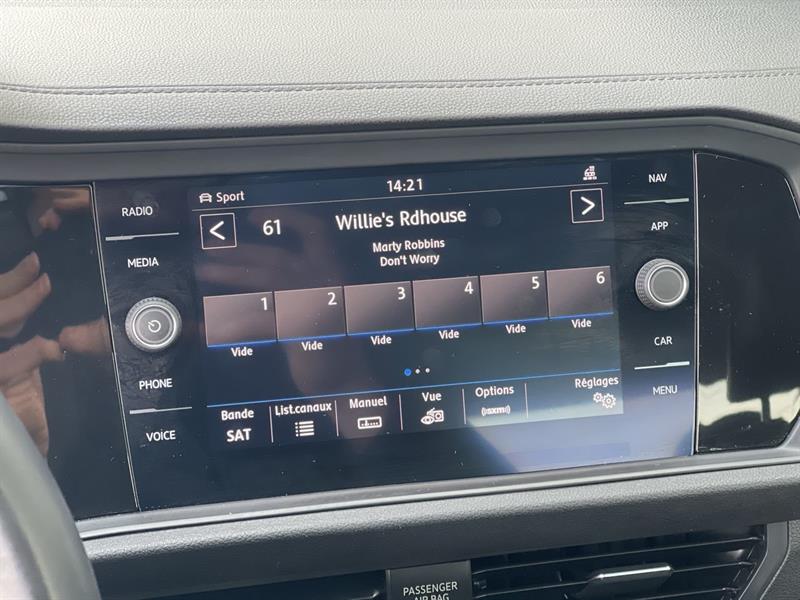 RADIO
MEDIA
PHONE
VOICE
Sport
14:21
<
61
Willie's Rdhouse
>
Marty Robbins
Don't Worry
1 2 3 4 5 6
Vide Vide Vide Vide Vide Vide
Bande
SAT
List.canaux
Manuel
Vue
Options
(sxm)
Réglages
NAV
APP
CAR
MENU
PASSENGER
AIR BAG